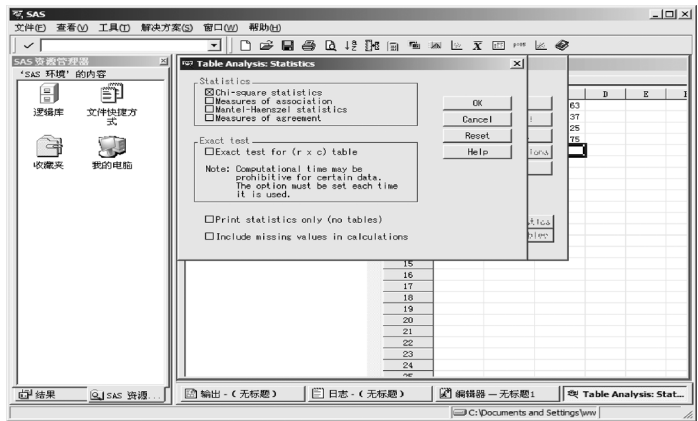 SAS
文件(F) 查看(V) 工具(T) 解决方案(S) 窗口(W) 帮助(H)
SAS 资源管理器
'SAS 环境' 的内容
逻辑库
文件快捷方式
收藏夹
我的电脑
Table Analysis: Statistics
Statistics
Chi-square statistics
Measures of association
Mantel-Haenszel statistics
Measures of agreement
Exact test
Exact test for (r x c) table
Note: Computational time may be
prohibitive for certain data.
The option must be set each time
it is used.
Print statistics only (no tables)
Include missing values in calculations
OK
Cancel
Reset
Help
D E
63
37
25
75
15
16
17
18
19
20
21
22
23
24
结果
SAS 资源...
输出 - (无标题)
日志 - (无标题)
编辑器 - 无标题1
Table Analysis: Stat...
C:\Documents and Settings\ww